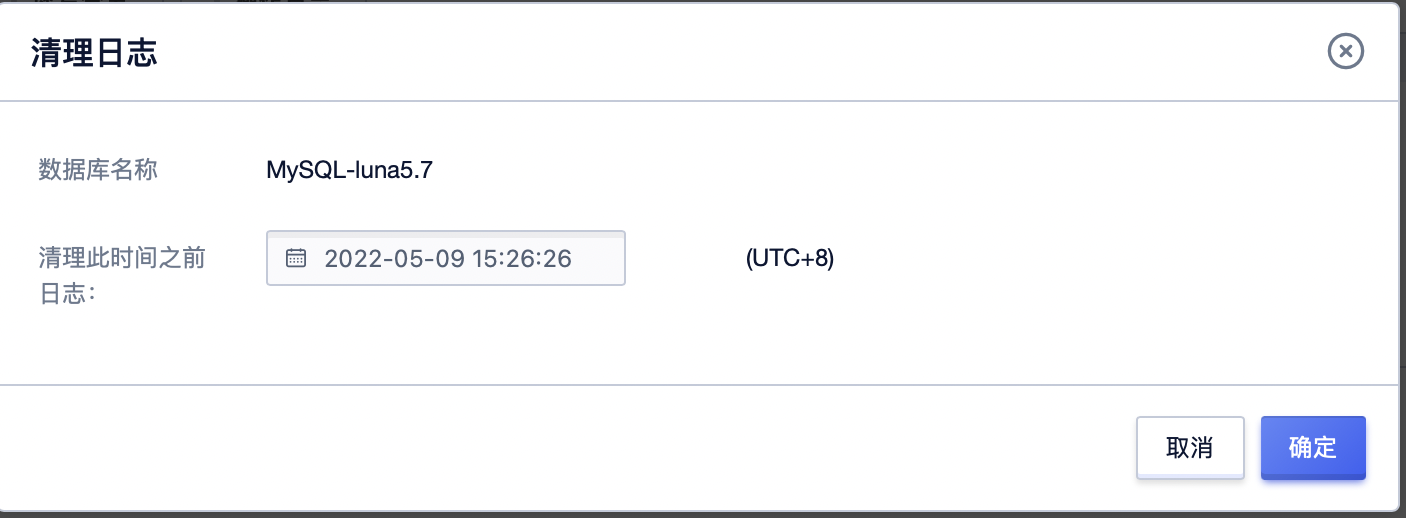 清理日志
数据库名称
MySQL-luna5.7
清理此时间之前
日志：
2022-05-09 15:26:26
(UTC+8)
取消
确定